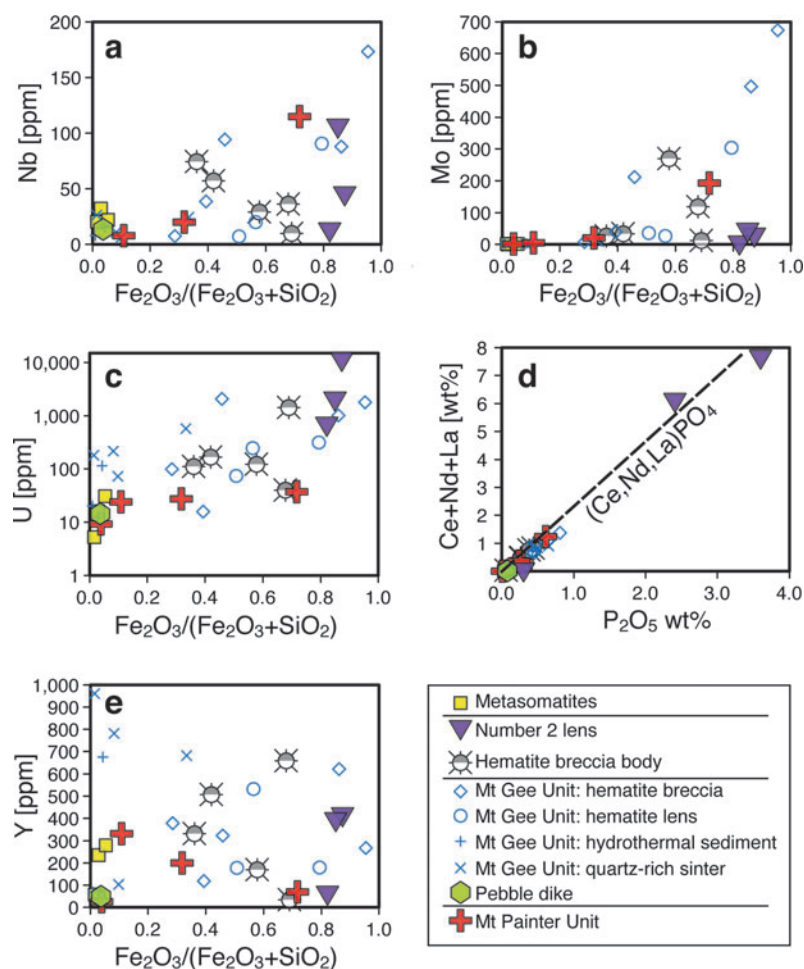 a
Nb [ppm]
200
150
100
50
0
0.0 0.2 0.4 0.6 0.8 1.0
Fe₂O₃/(Fe₂O₃+SiO₂)
b
Mo [ppm]
700
600
500
400
300
200
100
0
0.0 0.2 0.4 0.6 0.8 1.0
Fe₂O₃/(Fe₂O₃+SiO₂)
c
U [ppm]
10,000
1,000
100
10
1
0.0 0.2 0.4 0.6 0.8 1.0
Fe₂O₃/(Fe₂O₃+SiO₂)
d
Ce+Nd+La [wt%]
8
6
4
2
1
0
(Ce,Nd,La)PO₄
0.0 1.0 2.0 3.0 4.0
P₂O₅ wt%
e
Y [ppm]
1,000
900
800
700
600
500
400
300
200
100
0
0.0 0.2 0.4 0.6 0.8 1.0
Fe₂O₃/(Fe₂O₃+SiO₂)
Metasomatites
Number 2 lens
Hematite breccia body
Mt Gee Unit: hematite breccia
Mt Gee Unit: hematite lens
Mt Gee Unit: hydrothermal sediment
Mt Gee Unit: quartz-rich sinter
Pebble dike
Mt Painter Unit